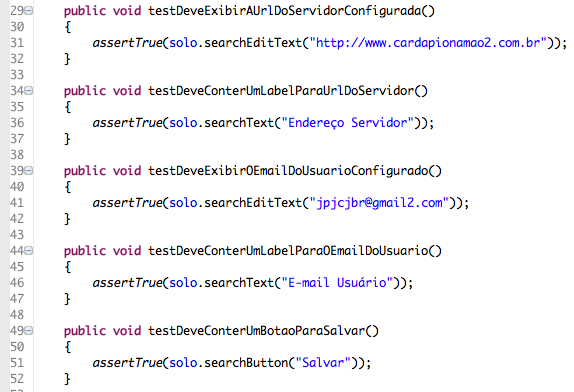 29 public void testDeveExibirAUrlDoServidorConfigurada()
30 {
31 assertTrue(solo.searchEditText("http://www.cardapionamao2.com.br"));
32 }
33
34 public void testDeveConterUmLabelParaUrlDoServidor()
35 {
36 assertTrue(solo.searchText("Endereço Servidor"));
37 }
38
39 public void testDeveExibirOEmailDoUsuarioConfigurado()
40 {
41 assertTrue(solo.searchEditText("jpjcjbr@gmail2.com"));
42 }
43
44 public void testDeveConterUmLabelParaOEmailDoUsuario()
45 {
46 assertTrue(solo.searchText("E-mail Usuário"));
47 }
48
49 public void testDeveConterUmBotaoParaSalvar()
50 {
51 assertTrue(solo.searchButton("Salvar"));
52 }